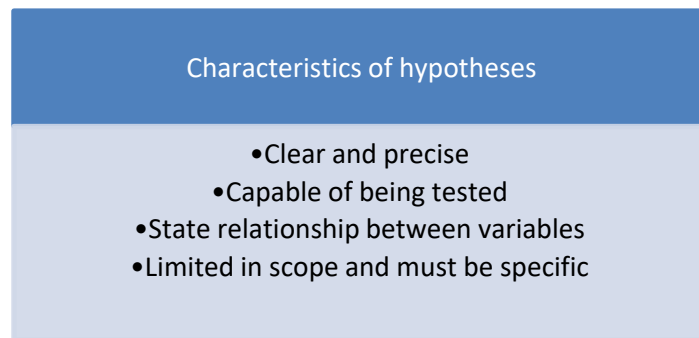 Characteristics of hypotheses
•Clear and precise
•Capable of being tested
•State relationship between variables
•Limited in scope and must be specific